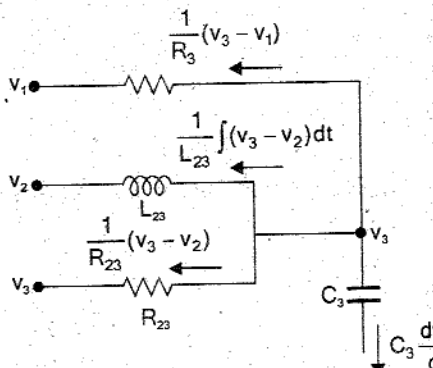 1/R₃ (v₃ – v₁)
v₁
1/L₂₃ ∫(v₃ – v₂)dt
v₂
L₂₃
1/R₂₃ (v₃ – v₂)
v₃
v₃
R₂₃
C₃
C₃ d